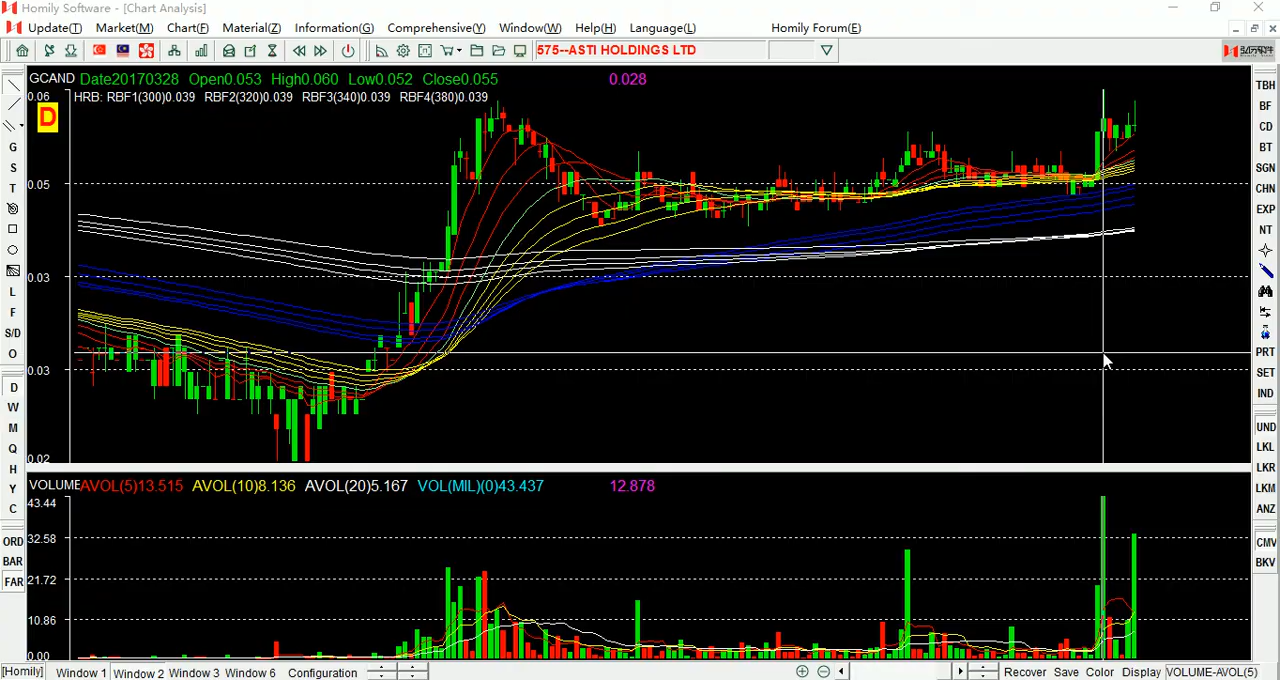 Homily Software - [Chart Analysis]
Update(T) Market(M) Chart(F) Material(Z) Information(G) Comprehensive(Y) Window(W) Help(H) Language(L) Homily Forum(E)
575--ASTI HOLDINGS LTD
弘历软件
GCAND Date20170328 Open0.053 High0.060 Low0.052 Close0.055 0.028
HRB: RBF1(300)0.039 RBF2(320)0.039 RBF3(340)0.039 RBF4(380)0.039
0.06
D
0.05
0.03
0.03
0.02
VOLUME AVOL(5)13.515 AVOL(10)8.136 AVOL(20)5.167 VOL(MIL)(0)43.437 12.878
43.44
32.58
21.72
10.86
0.00
G
S
T
L
F
S/D
O
D
W
M
Q
H
Y
C
ORD
BAR
FAR
TBH
BF
CD
BT
SGN
CHN
EXP
NT
PRT
SET
IND
UND
LKL
LKR
LKM
ANZ
CMV
BKV
[Homily] Window 1 Window 2 Window 3 Window 6 Configuration Recover Save Color Display VOLUME-AVOL(5)